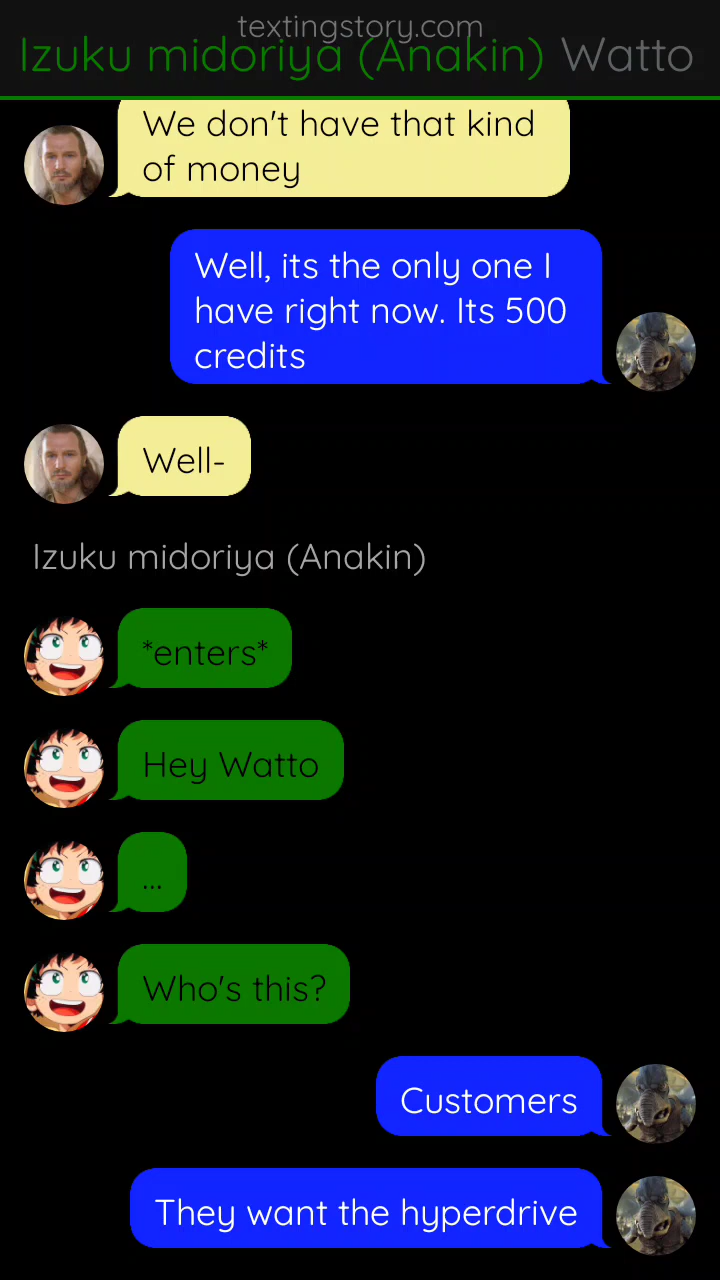 textingstory.com
Izuku midoriya (Anakin) Watto
We don't have that kind
of money
Well, its the only one I
have right now. Its 500
credits
Well-
Izuku midoriya (Anakin)
*enters*
Hey Watto
...
Who's this?
Customers
They want the hyperdrive